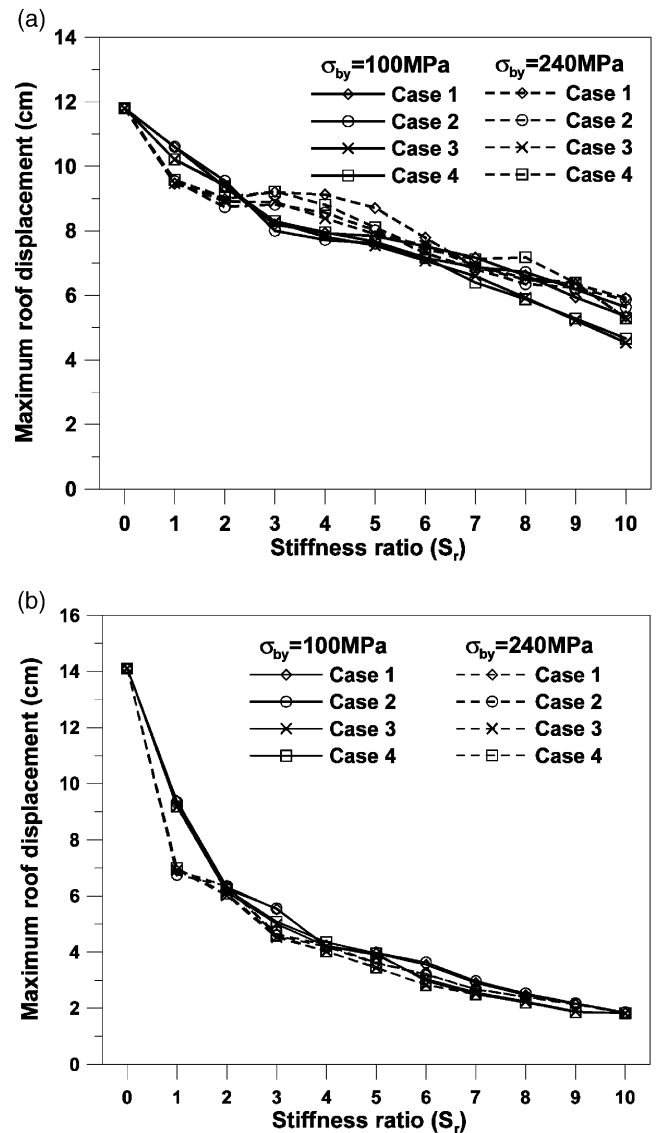 (a)
14
12
10
8
6
4
2
0
Maximum roof displacement (cm)
σby=100MPa σby=240MPa
Case 1 Case 1
Case 2 Case 2
Case 3 Case 3
Case 4 Case 4
0 1 2 3 4 5 6 7 8 9 10
Stiffness ratio (Sr)
(b)
16
14
12
10
8
6
4
2
0
Maximum roof displacement (cm)
σby=100MPa σby=240MPa
Case 1 Case 1
Case 2 Case 2
Case 3 Case 3
Case 4 Case 4
0 1 2 3 4 5 6 7 8 9 10
Stiffness ratio (Sr)